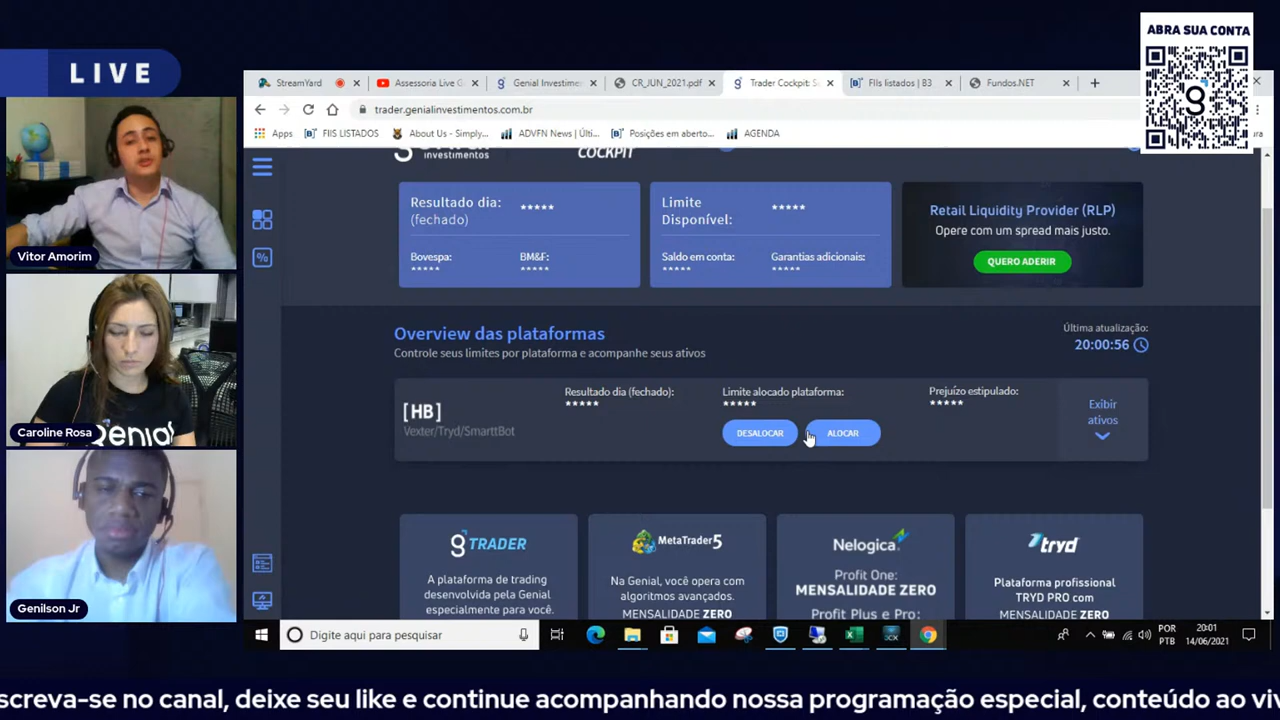 LIVE
ABRA SUA CONTA
Vitor Amorim
Caroline Rosa
genial
Genilson Jr
StreamYard
Assessoria Live G
Genial Investime
CR_JUN_2021.pdf
Trader Cockpit: S
FIIs listados | B3
Fundos.NET
trader.genialinvestimentos.com.br
Apps
FIIS LISTADOS
About Us - Simply...
ADVFN News | Últi...
Posições em aberto...
AGENDA
investimentos
COCKPIT
Resultado dia:
(fechado)
*****
Bovespa:
*****
BM&F:
*****
Limite
Disponível:
*****
Saldo em conta:
*****
Garantias adicionais:
*****
Retail Liquidity Provider (RLP)
Opere com um spread mais justo.
QUERO ADERIR
Overview das plataformas
Controle seus limites por plataforma e acompanhe seus ativos
Última atualização:
20:00:56
[HB]
Vexter/Tryd/SmarttBot
Resultado dia (fechado):
*****
Limite alocado plataforma:
*****
DESALOCAR
ALOCAR
Prejuízo estipulado:
*****
Exibir
ativos
TRADER
A plataforma de trading
desenvolvida pela Genial
especialmente para você.
MetaTrader5
Na Genial, você opera com
algoritmos avançados.
MENSALIDADE ZERO
Nelogica
Profit One:
MENSALIDADE ZERO
Profit Plus e Pro:
tryd
Plataforma profissional
TRYD PRO com
MENSALIDADE ZERO
Digite aqui para pesquisar
POR
PTB
20:01
14/06/2021
screva-se no canal, deixe seu like e continue acompanhando nossa programação especial, conteúdo ao viv